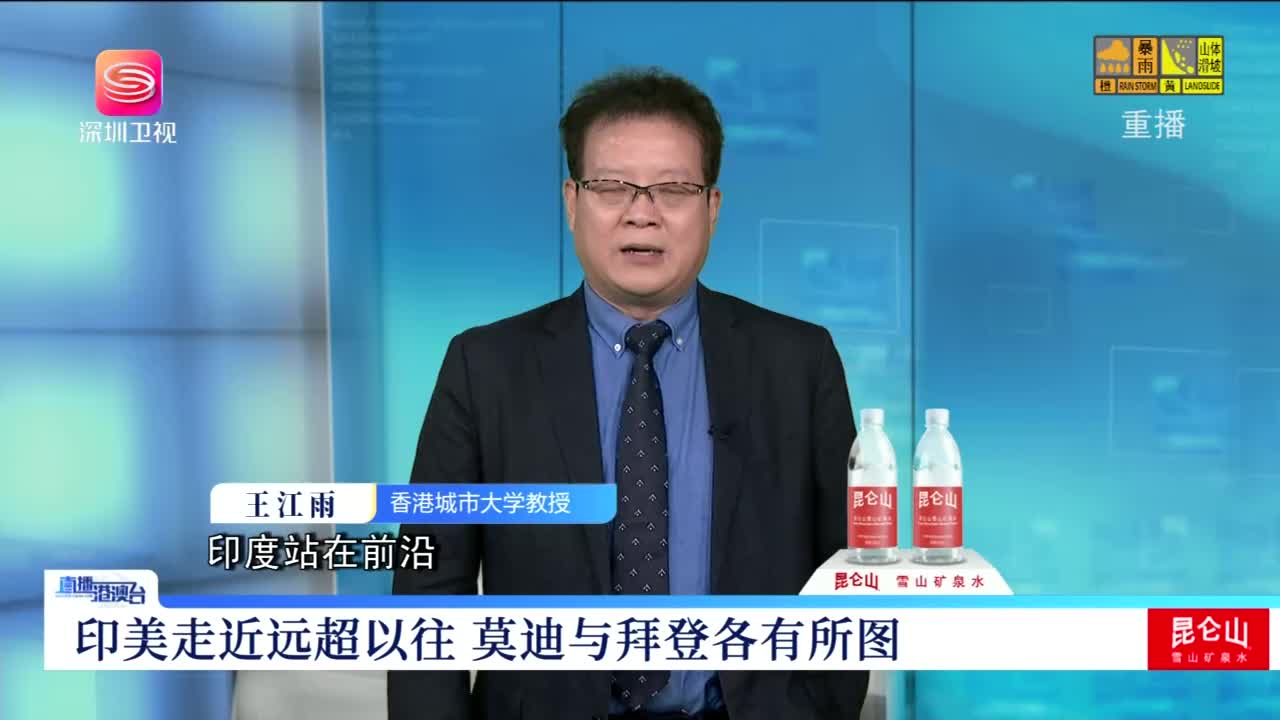 深圳卫视
暴雨
山体滑坡
橙 RAIN STORM
黄 LANDSLIDE
重播
王江雨
香港城市大学教授
印度站在前沿
昆仑山
昆仑山
昆仑山 雪山矿泉水
直播港澳台
印美走近远超以往 莫迪与拜登各有所图
昆仑山
雪山矿泉水